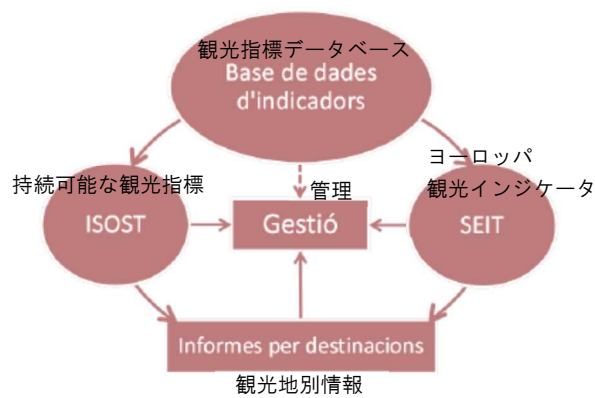 観光指標データベース
Base de dades
d'indicadors
ヨーロッパ
観光インジケータ
持続可能な観光指標
管理
ISOST
Gestió
SEIT
Informes per destinacions
観光地別情報